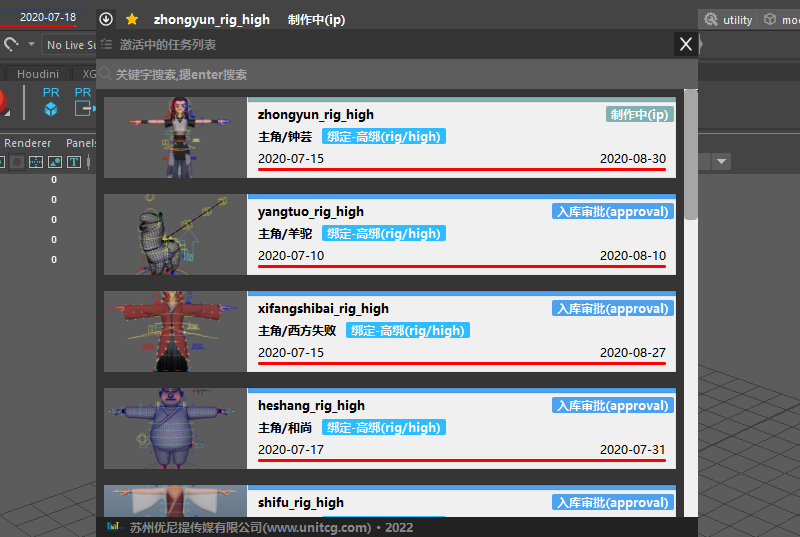 2020-07-18
zhongyun_rig_high 制作中(ip)
utility
No Live Su
激活中的任务列表
Houdini
XG
关键字搜索,摁enter搜索
PR PR
Renderer Panels
0
0
0
0
0
zhongyun_rig_high 制作中(ip)
主角/钟芸 绑定-高绑(rig/high)
2020-07-15 2020-08-30
yangtuo_rig_high 入库审批(approval)
主角/羊驼 绑定-高绑(rig/high)
2020-07-10 2020-08-10
xifangshibai_rig_high 入库审批(approval)
主角/西方失败 绑定-高绑(rig/high)
2020-07-15 2020-08-27
heshang_rig_high 入库审批(approval)
主角/和尚 绑定-高绑(rig/high)
2020-07-17 2020-07-31
shifu_rig_high 入库审批(approval)
苏州优尼提传媒有限公司(www.unitcg.com) • 2022